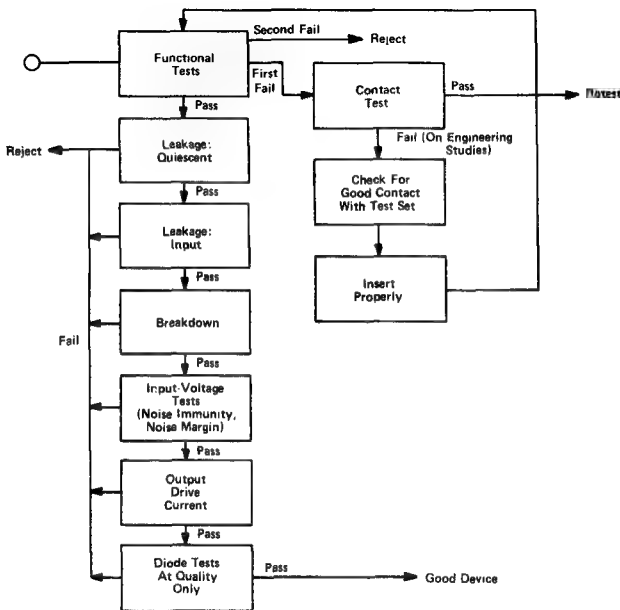 Second Fail
Reject
Functional
Tests
First
Fail
Contact
Test
Pass
Pass
Fail (On Engineering
Studies)
Reject
Leakage:
Quiescent
Check For
Good Contact
With Test Set
Pass
Leakage:
Input
Insert
Properly
Pass
Breakdown
Fail
Pass
Input-Voltage
Tests
(Noise Immunity,
Noise Margin)
Pass
Output
Drive
Current
Pass
Diode Tests
At Quality
Only
Pass
Good Device